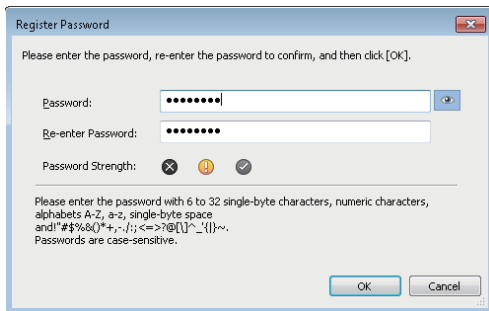 Register Password
Please enter the password, re-enter the password to confirm, and then click [OK].
Password:
••••••••
Re-enter Password:
••••••••
Password Strength:
Please enter the password with 6 to 32 single-byte characters, numeric characters,
alphabets A-Z, a-z, single-byte space
and!"#$%&()*+,-./:;<=>?@[\]^_'{|}~.
Passwords are case-sensitive.
OK
Cancel